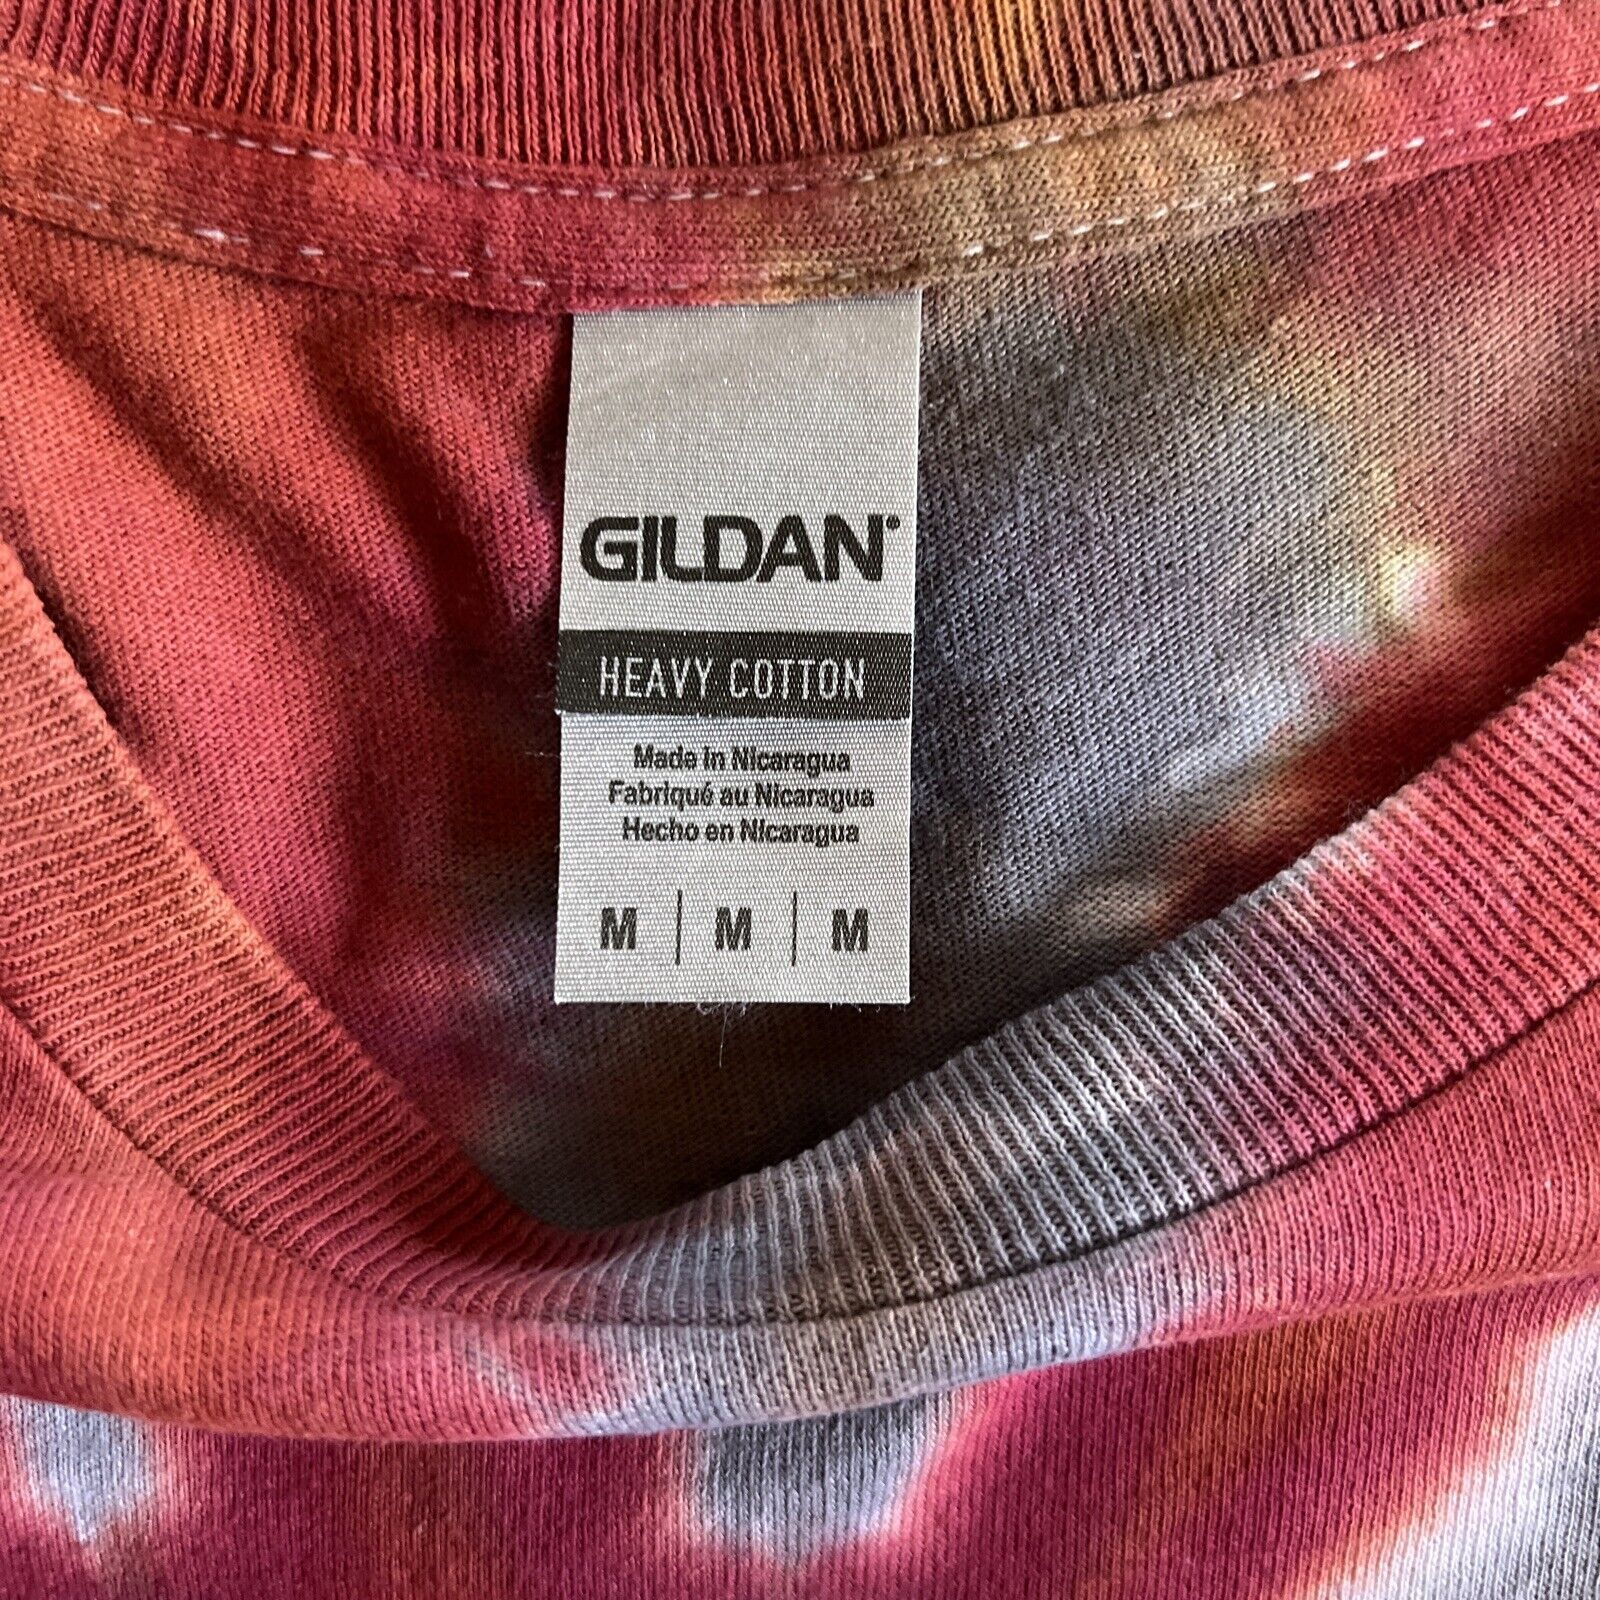 GILDAN®
HEAVY COTTON
Made in Nicaragua
Fabriqué au Nicaragua
Hecho en Nicaragua
M | M | M